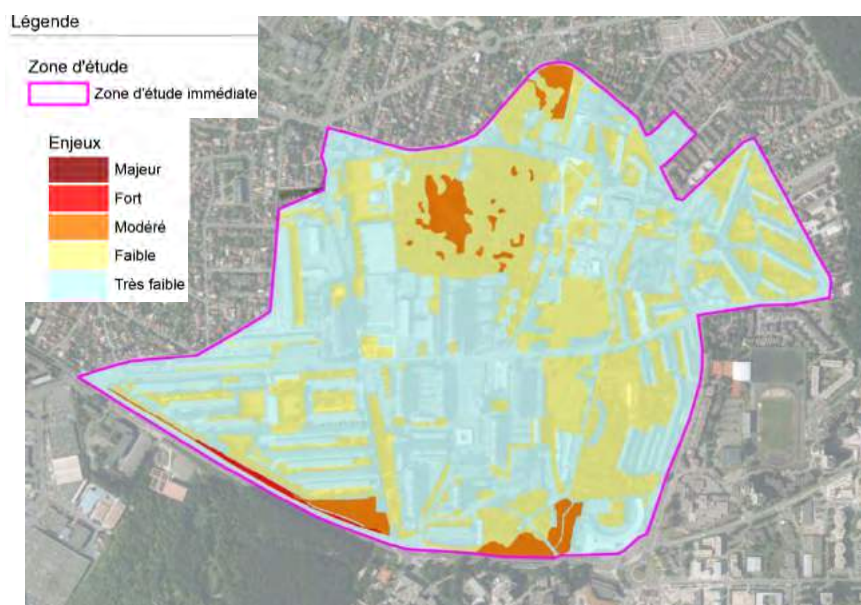 Légende
Zone d'étude
Zone d'étude immédiate
Enjeux
Majeur
Fort
Modéré
Faible
Très faible